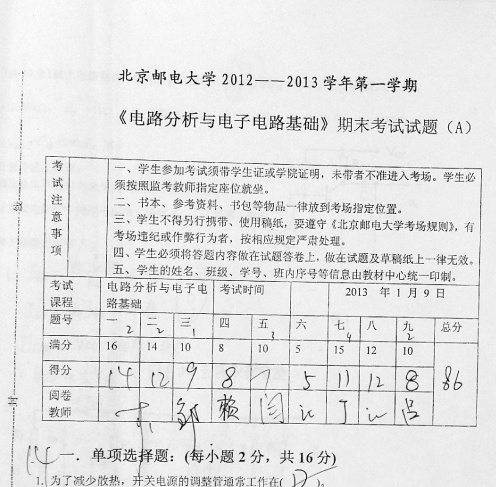 北京邮电大学 2012——2013 学年第一学期
《电路分析与电子电路基础》期末考试试题（A）
考试注意事项
一、学生参加考试须带学生证或学院证明，未带者不准进入考场。学生必
须按照监考教师指定座位就坐。
二、书本、参考资料、书包等物品一律放到考场指定位置。
三、学生不得另行携带、使用稿纸，要遵守《北京邮电大学考场规则》，有
考场违纪或作弊行为者，按相应规定严肃处理。
四、学生必须将答题内容做在试题答卷上，做在试题及草稿纸上一律无效。
五、学生的姓名、班级、学号、班内序号等信息由教材中心统一印制。
考试课程 电路分析与电子电路基础 考试时间 2013 年 1 月 9 日
题号 一 2 二 2 三 1 四 五 3 六 七 4 八 九 2 总分
满分 16 14 10 8 10 5 15 12 10
得分 14 12 9 8 7 5 11 12 8 86
阅卷教师 郭 赖 闫 丁 吕
14 一．单项选择题：(每小题 2 分，共 16 分)
1. 为了减少散热，开关电源的调整管通常工作在( D )。